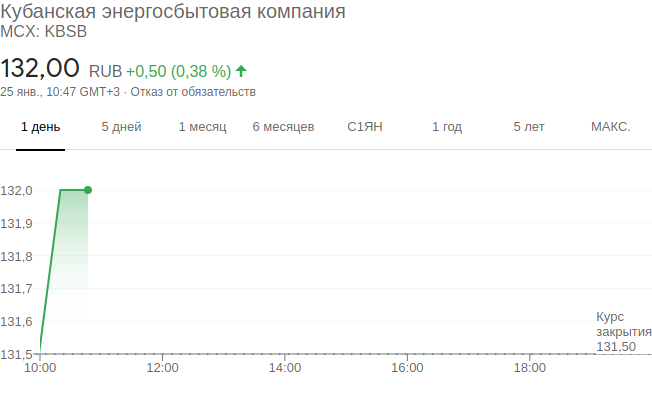 Кубанская энергосбытовая компания
MCX: KBSB
132,00 RUB +0,50 (0,38 %)
25 янв., 10:47 GMT+3 · Отказ от обязательств
1 день 5 дней 1 месяц 6 месяцев С1ЯН 1 год 5 лет МАКС.
132,0
131,9
131,8
131,7
131,6
Курс
закрытия
131,50
131,5
10:00 12:00 14:00 16:00 18:00